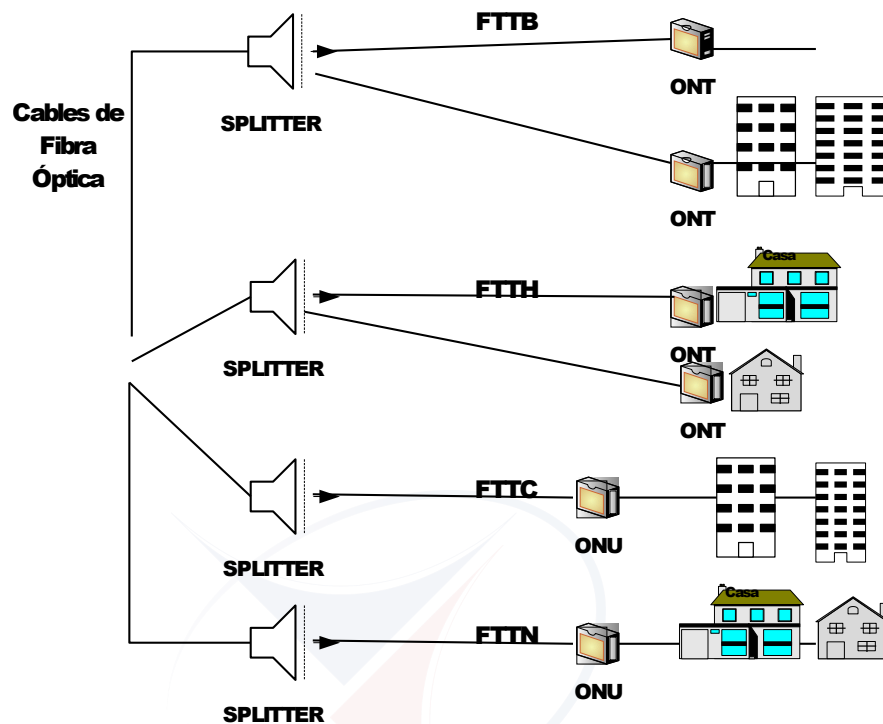 FTTB
ONT
Cables de
Fibra
Óptica
SPLITTER
ONT
Casa
FTTH
ONT
SPLITTER
ONT
FTTC
ONU
SPLITTER
Casa
FTTN
ONU
SPLITTER